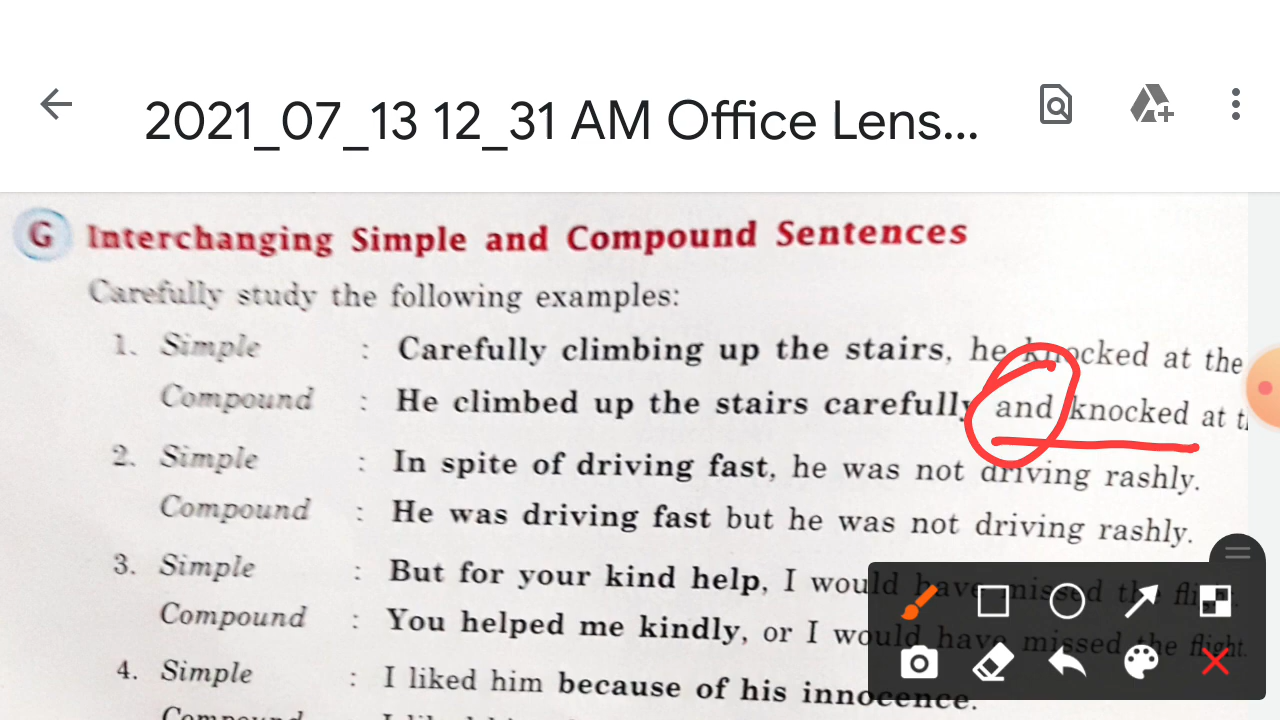 2021_07_13 12_31 AM Office Lens...
G Interchanging Simple and Compound Sentences
Carefully study the following examples:
1. Simple : Carefully climbing up the stairs, he knocked at the
Compound : He climbed up the stairs carefully and knocked at
2. Simple : In spite of driving fast, he was not driving rashly.
Compound : He was driving fast but he was not driving rashly.
3. Simple : But for your kind help, I would have missed the flight.
Compound : You helped me kindly, or I would have missed the flight.
4. Simple : I liked him because of his innocence.
Compound